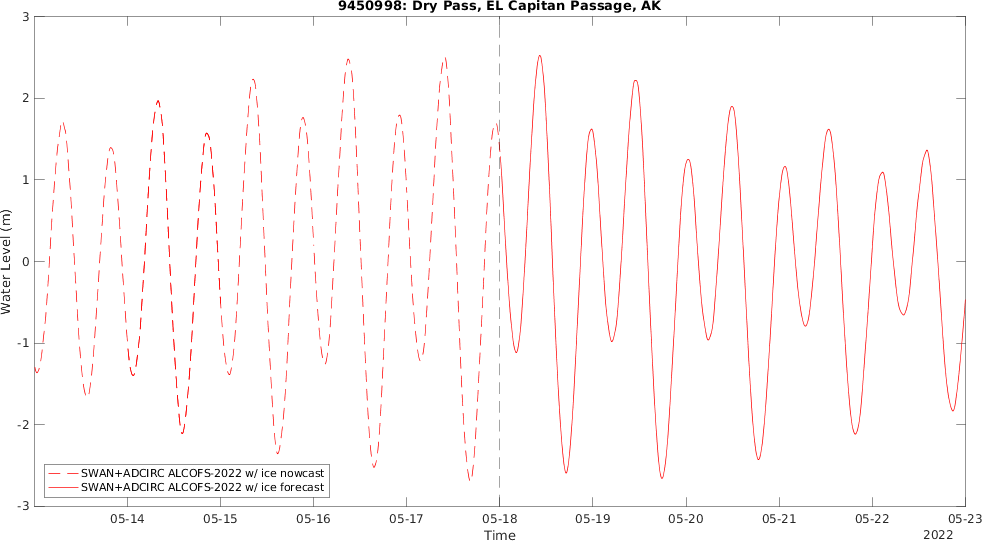 9450998: Dry Pass, EL Capitan Passage, AK
3
2
1
0
-1
-2
-3
Water Level (m)
SWAN+ADCIRC ALCOFS-2022 w/ ice nowcast
SWAN+ADCIRC ALCOFS-2022 w/ ice forecast
05-14 05-15 05-16 05-17 05-18 05-19 05-20 05-21 05-22 05-23
Time
2022